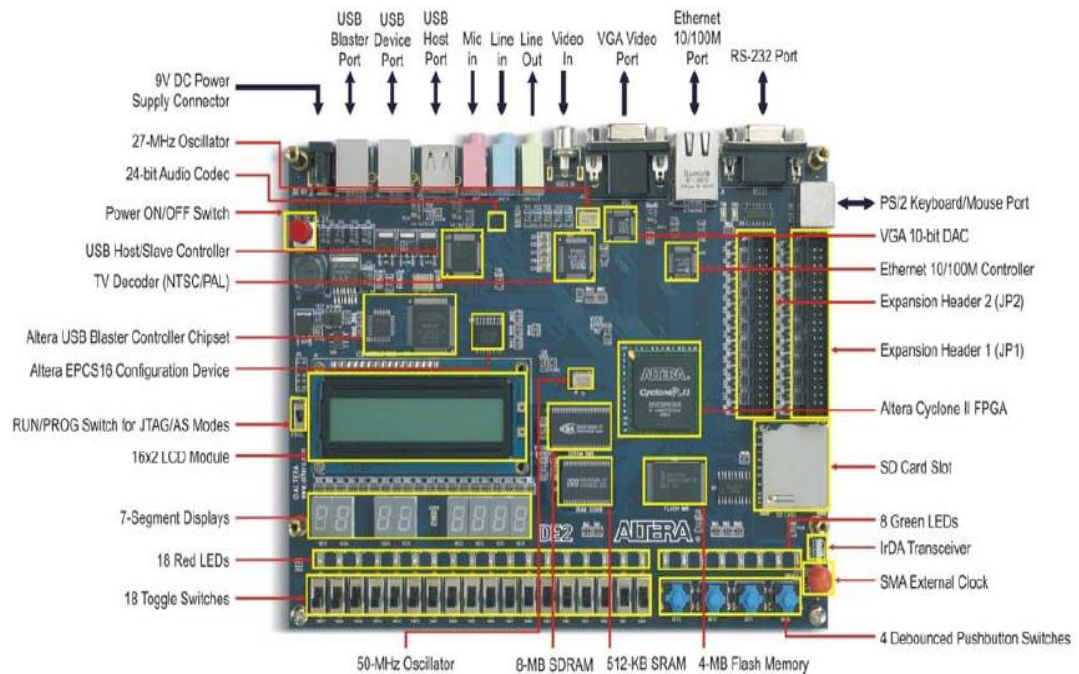 USB
Blaster
Port
USB
Device
Port
USB
Host
Port
Mic
in
Line
in
Line
Out
Video
In
VGA Video
Port
Ethernet
10/100M
Port
RS-232 Port
9V DC Power
Supply Connector
27-MHz Oscillator
24-bit Audio Codec
Power ON/OFF Switch
USB Host/Slave Controller
TV Decoder (NTSC/PAL)
Altera USB Blaster Controller Chipset
Altera EPCS16 Configuration Device
RUN/PROG Switch for JTAG/AS Modes
16x2 LCD Module
7-Segment Displays
18 Red LEDs
18 Toggle Switches
PS/2 Keyboard/Mouse Port
VGA 10-bit DAC
Ethernet 10/100M Controller
Expansion Header 2 (JP2)
Expansion Header 1 (JP1)
Altera Cyclone II FPGA
SD Card Slot
8 Green LEDs
IrDA Transceiver
SMA External Clock
4 Debounced Pushbutton Switches
ALTERA
Cyclone II
DE2
ALTERA
50-MHz Oscillator
8-MB SDRAM
512-KB SRAM
4-MB Flash Memory